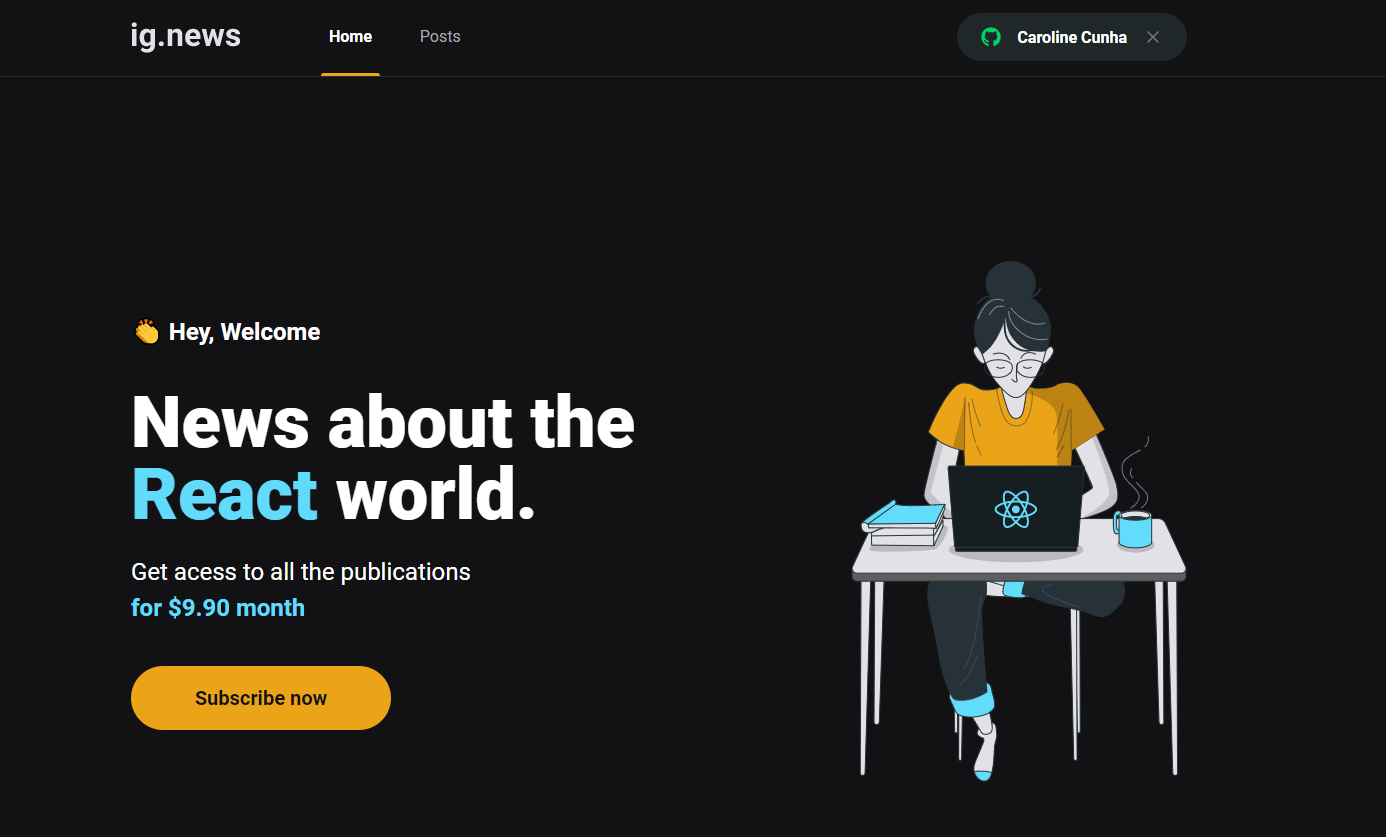 ig.news
Home
Posts
Caroline Cunha
👏 Hey, Welcome
News about the
React world.
Get acess to all the publications
for $9.90 month
Subscribe now